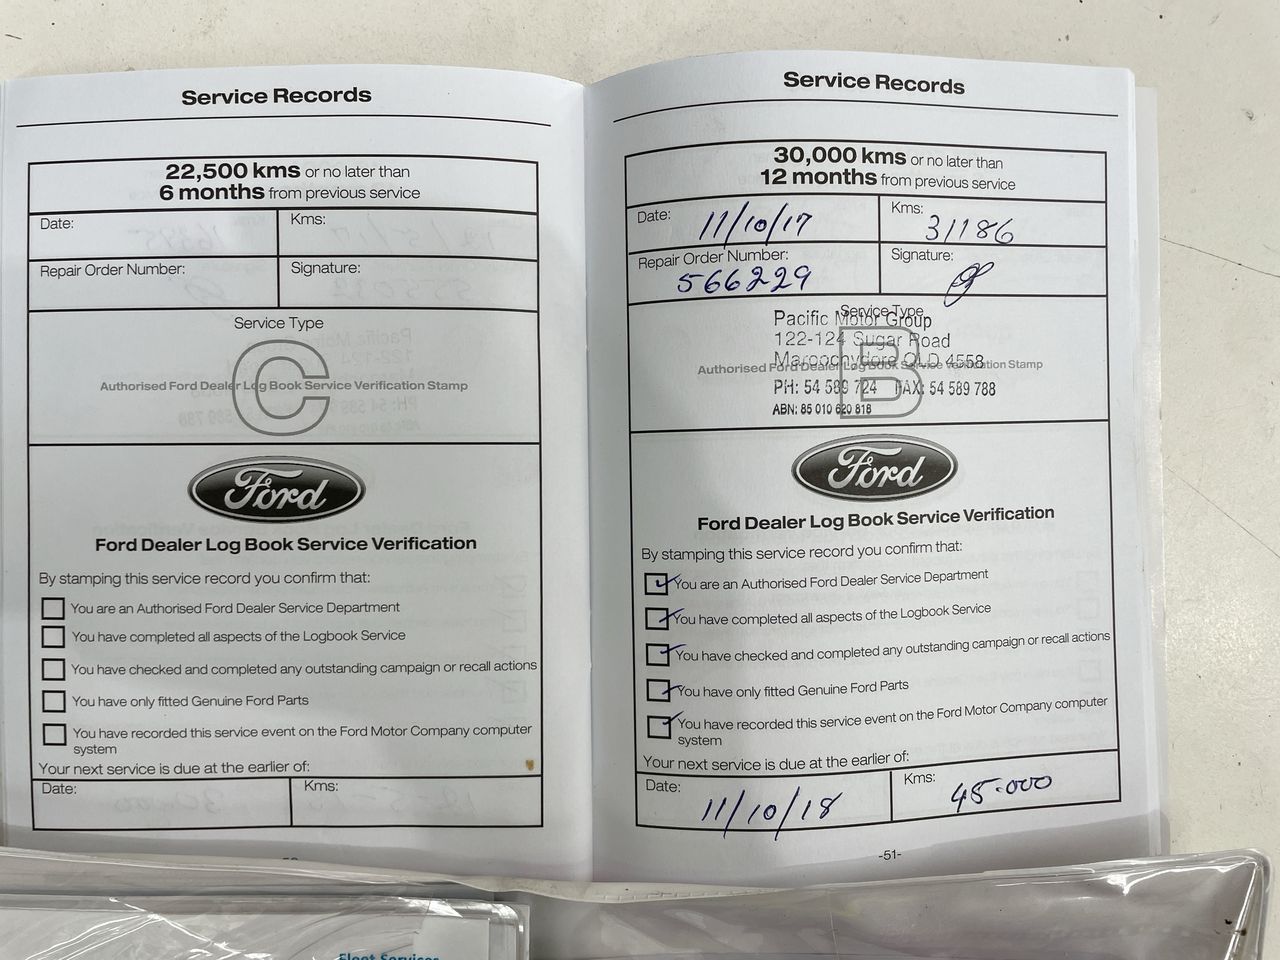 Service Records
22,500 kms or no later than
6 months from previous service
Date:
Kms:
Repair Order Number:
Signature:
Service Type
C
Authorised Ford Dealer Log Book Service Verification Stamp
Ford
Ford Dealer Log Book Service Verification
By stamping this service record you confirm that:
You are an Authorised Ford Dealer Service Department
You have completed all aspects of the Logbook Service
You have checked and completed any outstanding campaign or recall actions
You have only fitted Genuine Ford Parts
You have recorded this service event on the Ford Motor Company computer
system
Your next service is due at the earlier of:
Date:
Kms:
Service Records
30,000 kms or no later than
12 months from previous service
Date: 11/10/17
Kms: 31186
Repair Order Number:
566229
Signature:
Service Type
Pacific Motor Group
122-124 Sugar Road
Maroochydore QLD 4558
B
Authorised Ford Dealer Log Book Service Verification Stamp
PH: 54 589 724 FAX: 54 589 788
ABN: 85 010 620 818
Ford
Ford Dealer Log Book Service Verification
By stamping this service record you confirm that:
You are an Authorised Ford Dealer Service Department
You have completed all aspects of the Logbook Service
You have checked and completed any outstanding campaign or recall actions
You have only fitted Genuine Ford Parts
You have recorded this service event on the Ford Motor Company computer
system
Your next service is due at the earlier of:
Date: 11/10/18
Kms: 45.000
-51-
Fleet Services